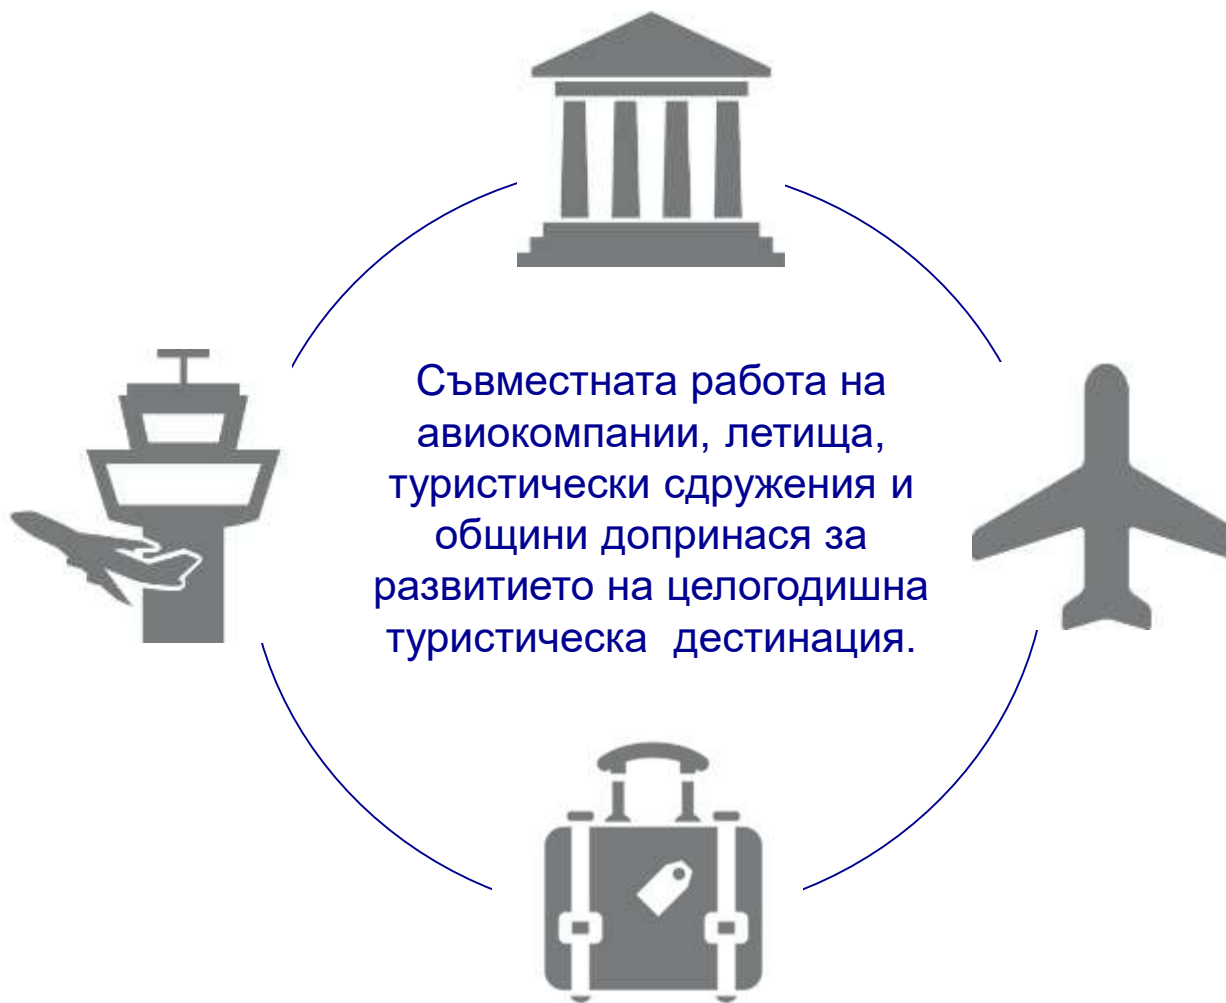 Съвместната работа на
авиокомпании, летища,
туристически сдружения и
общини допринася за
развитието на целогодишна
туристическа  дестинация.